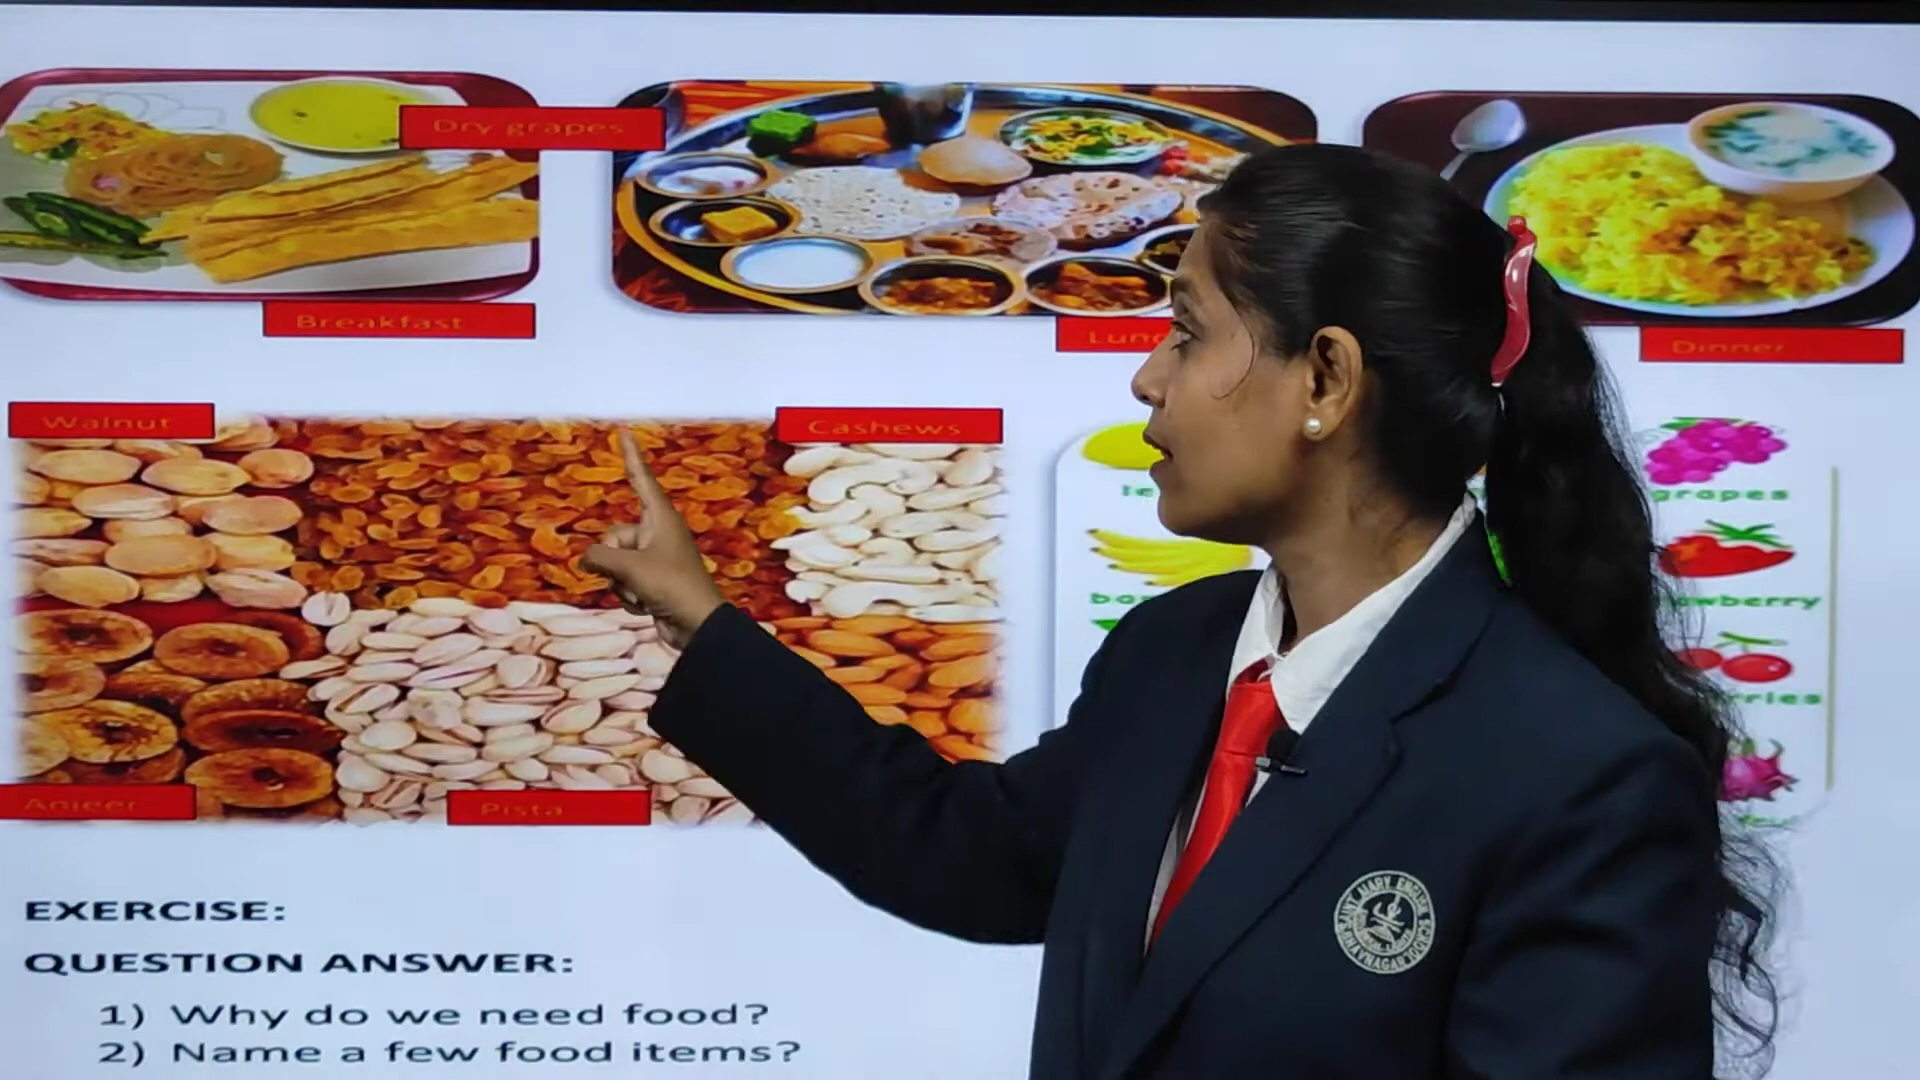 Dry grapes
Breakfast
Dinner
Walnut
Cashews
grapes
Anjeer
Pista
EXERCISE:
QUESTION ANSWER:
1) Why do we need food?
2) Name a few food items?